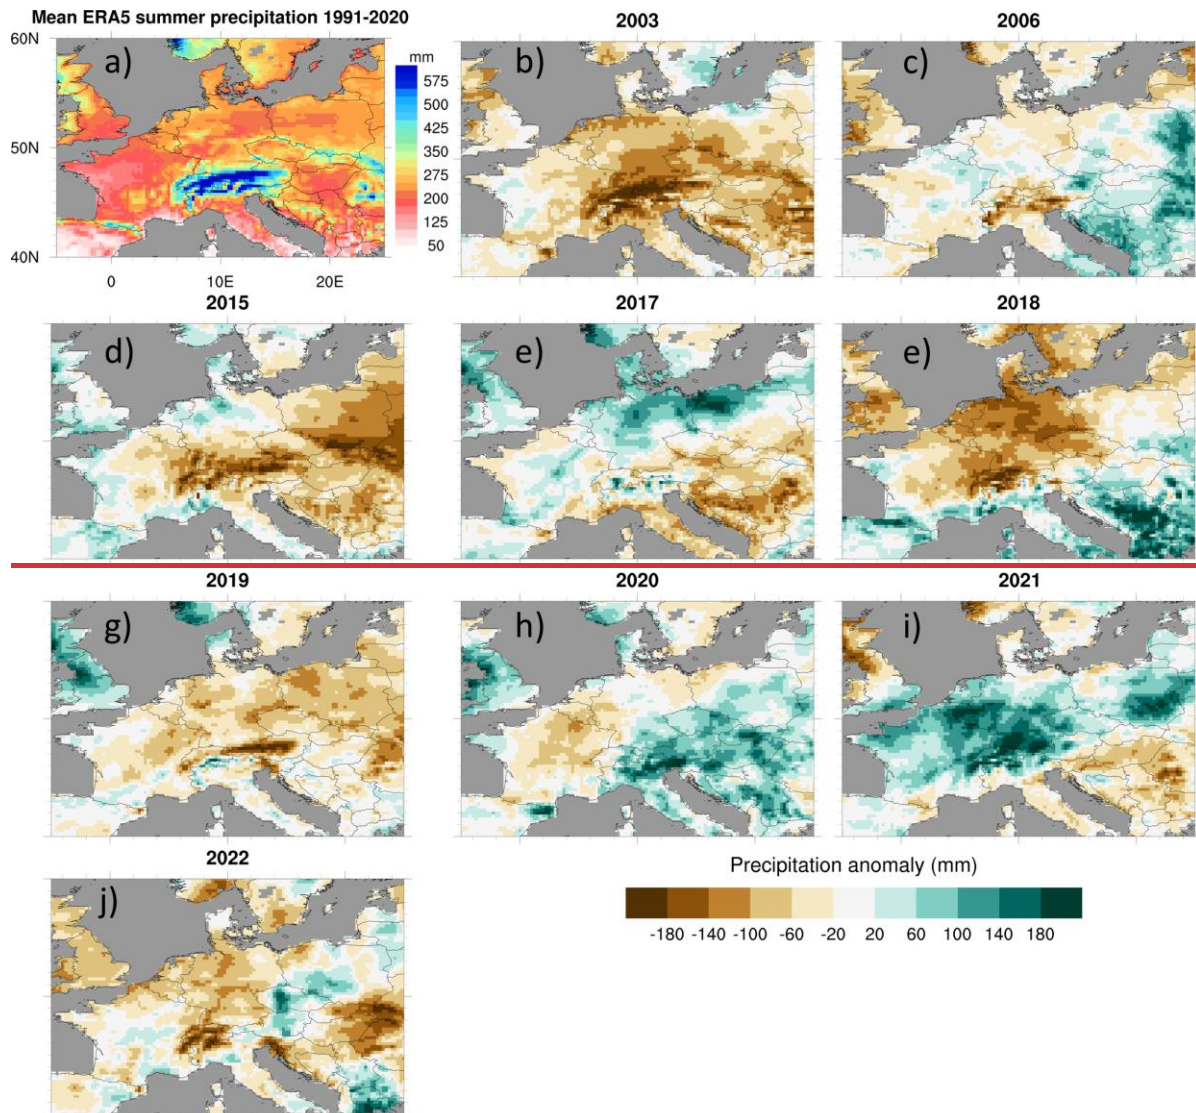 Mean ERA5 summer precipitation 1991-2020
2003
2006
60N
50N
40N
0
10E
20E
a)
mm
575
500
425
350
275
200
125
50
b)
c)
2015
2017
2018
d)
e)
e)
2019
2020
2021
g)
h)
i)
2022
j)
Precipitation anomaly (mm)
-180 -140 -100 -60 -20 20 60 100 140 180